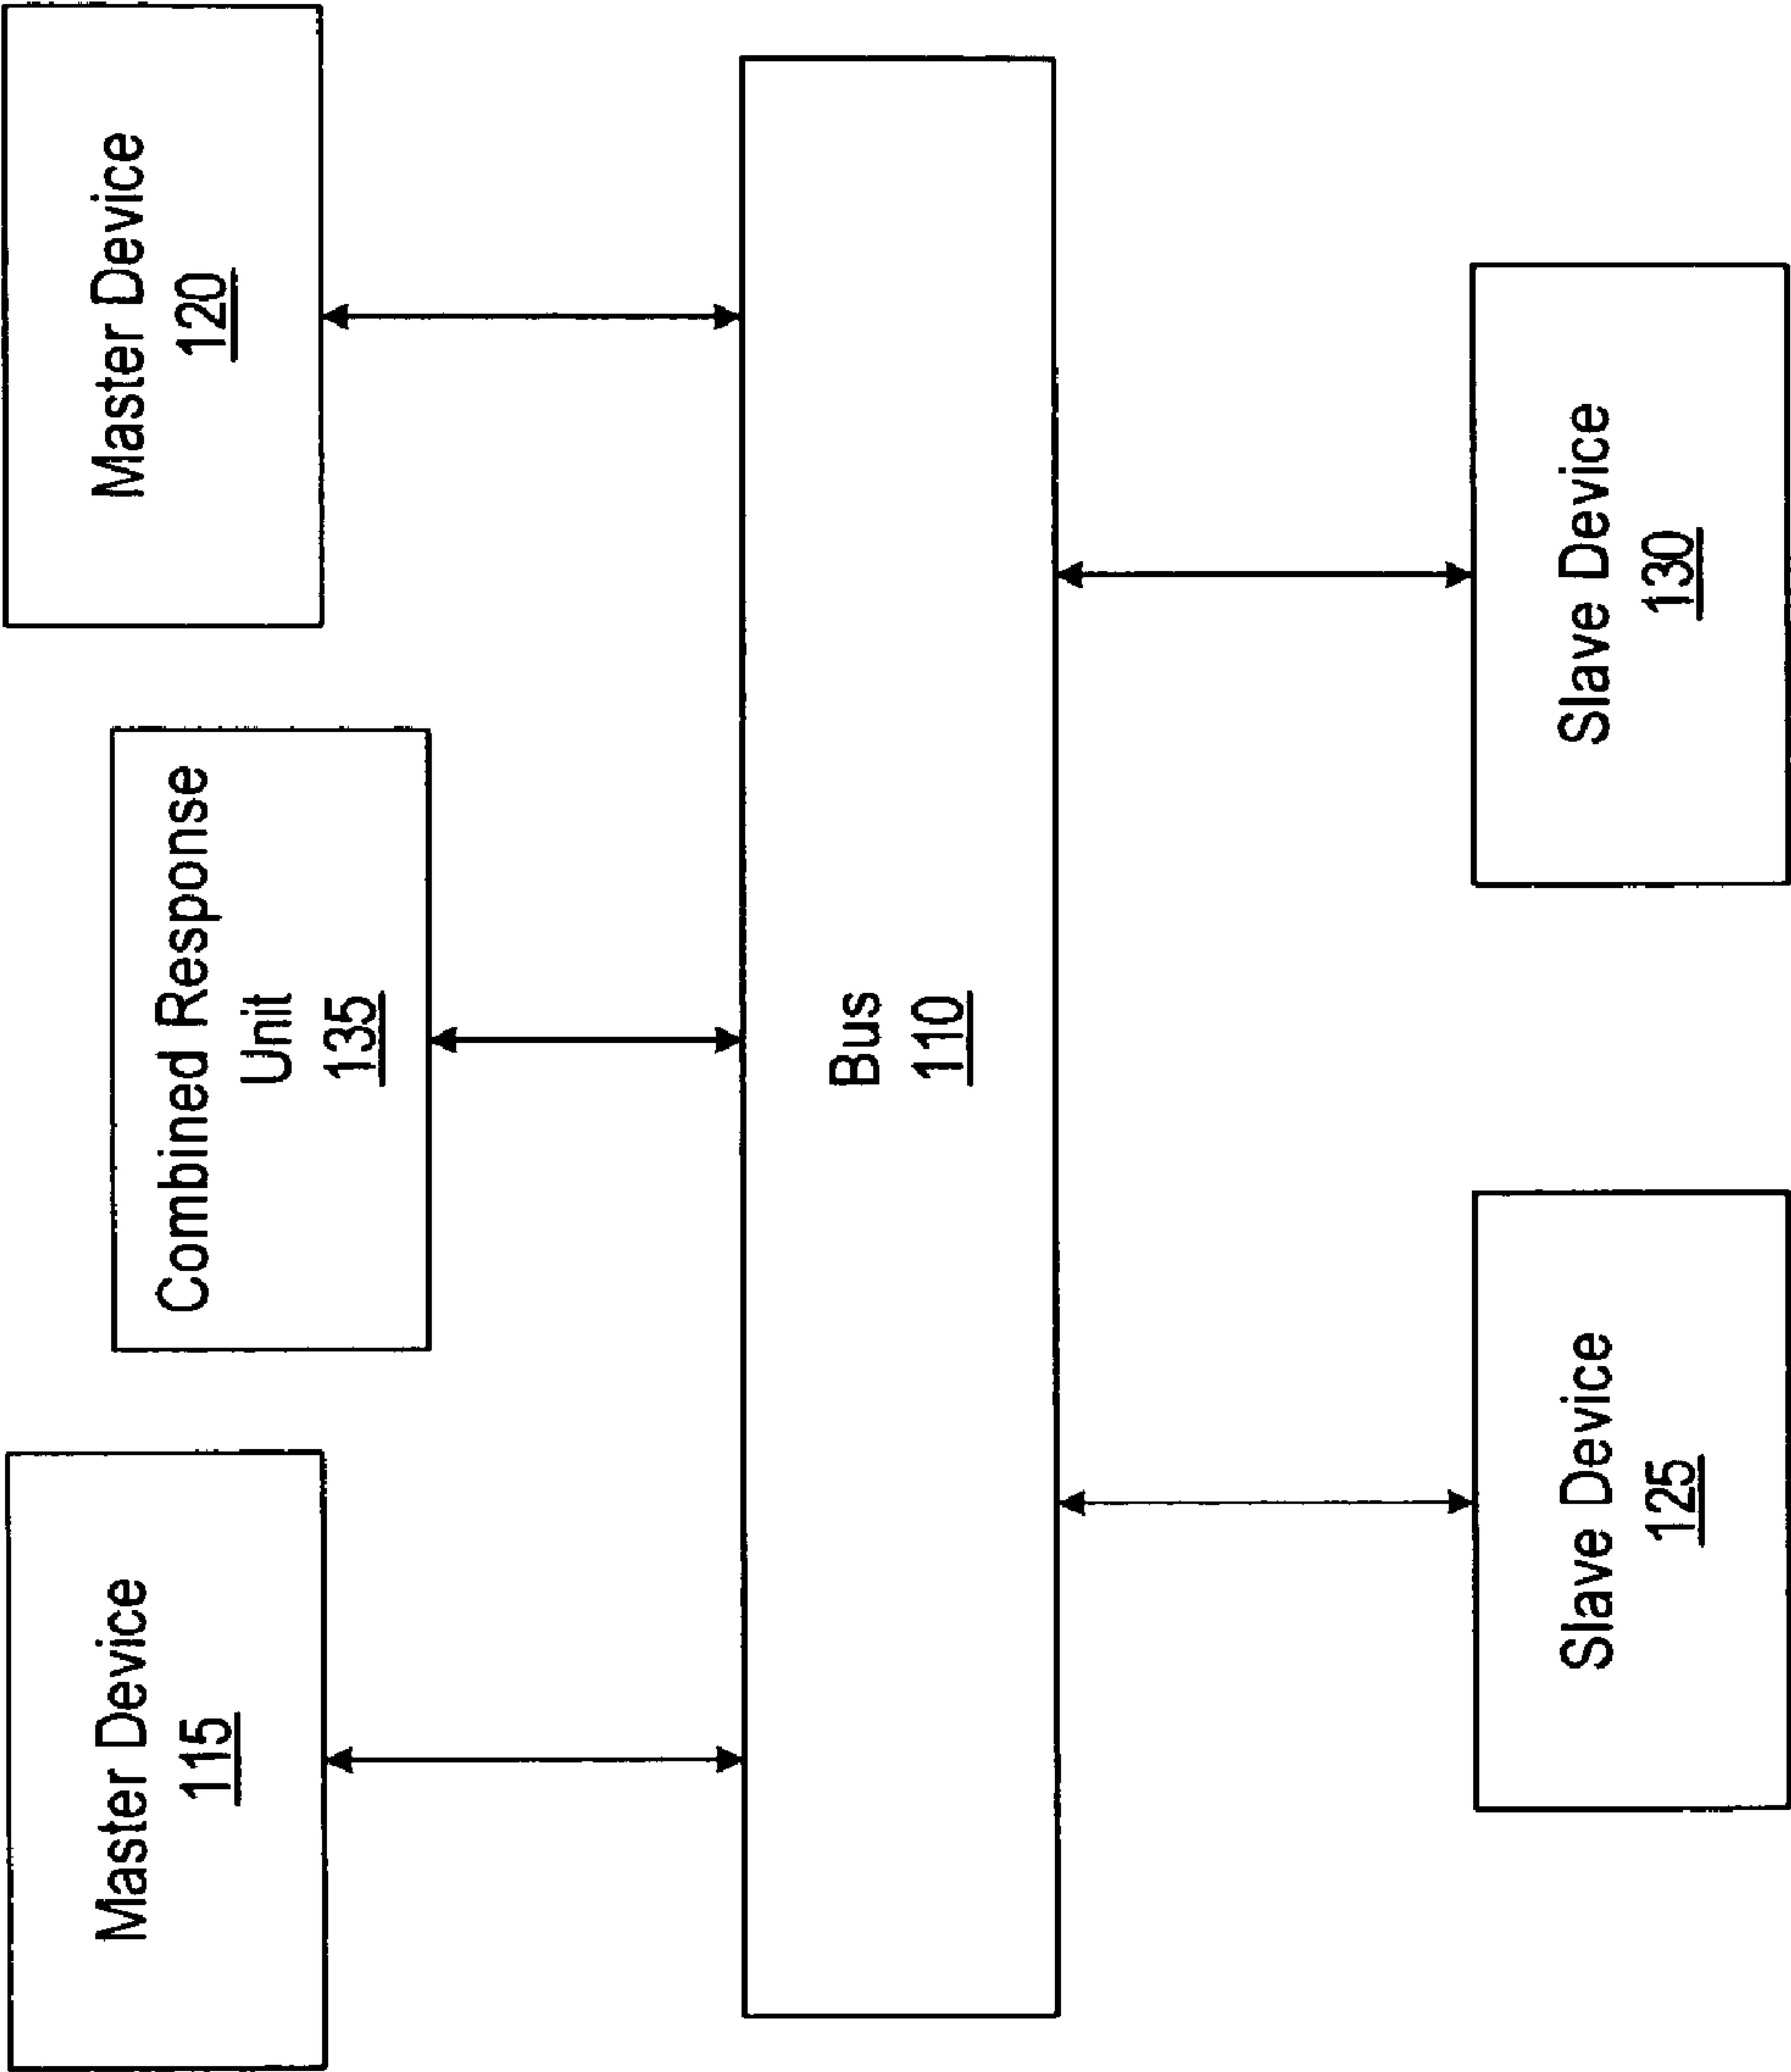 Master Device
115
Combined Response
Unit
135
Master Device
120
Bus
110
Slave Device
125
Slave Device
130